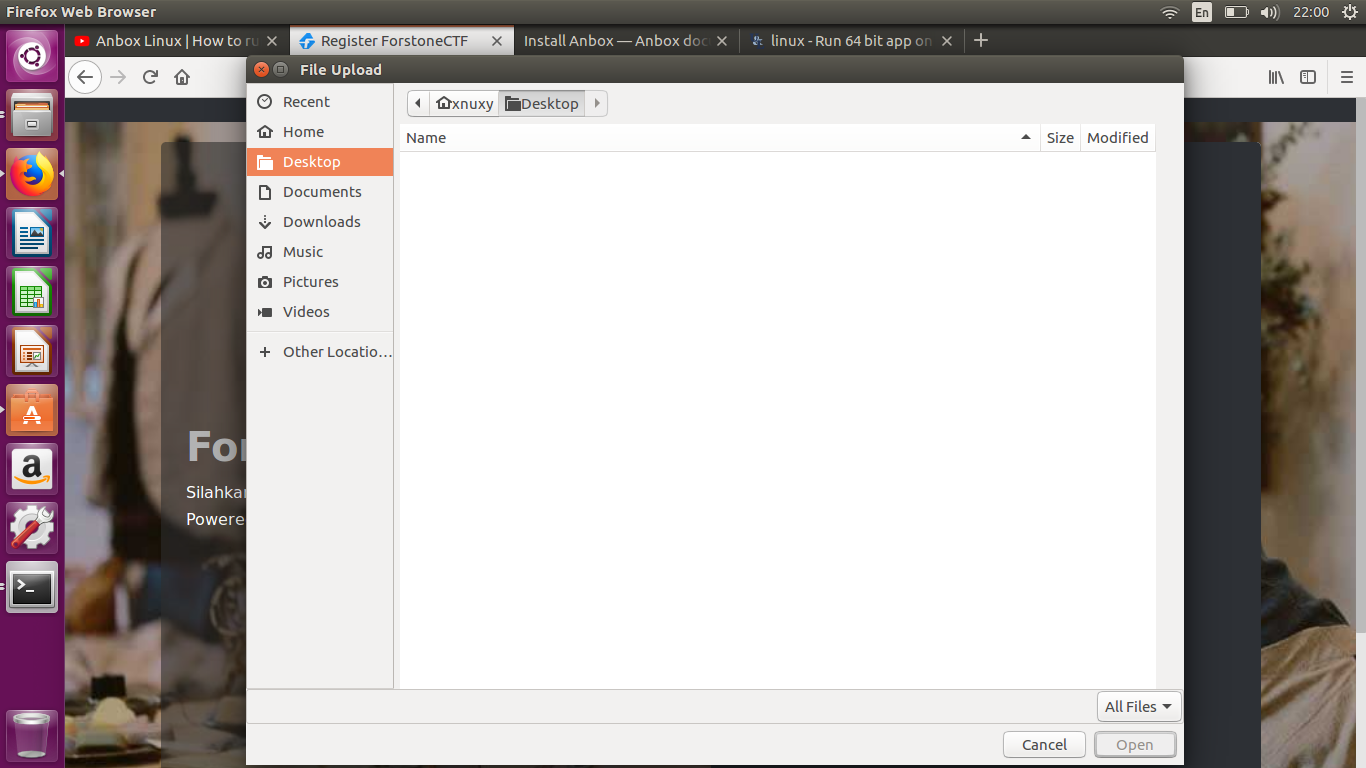 Firefox Web Browser
En
22:00
Anbox Linux | How to ru
Register ForstoneCTF
Install Anbox — Anbox doc
linux - Run 64 bit app on
File Upload
Recent
Home
Desktop
Documents
Downloads
Music
Pictures
Videos
Other Locatio…
xnuxy
Desktop
Name
Size
Modified
For
Silahkan
Powere
All Files
Cancel
Open